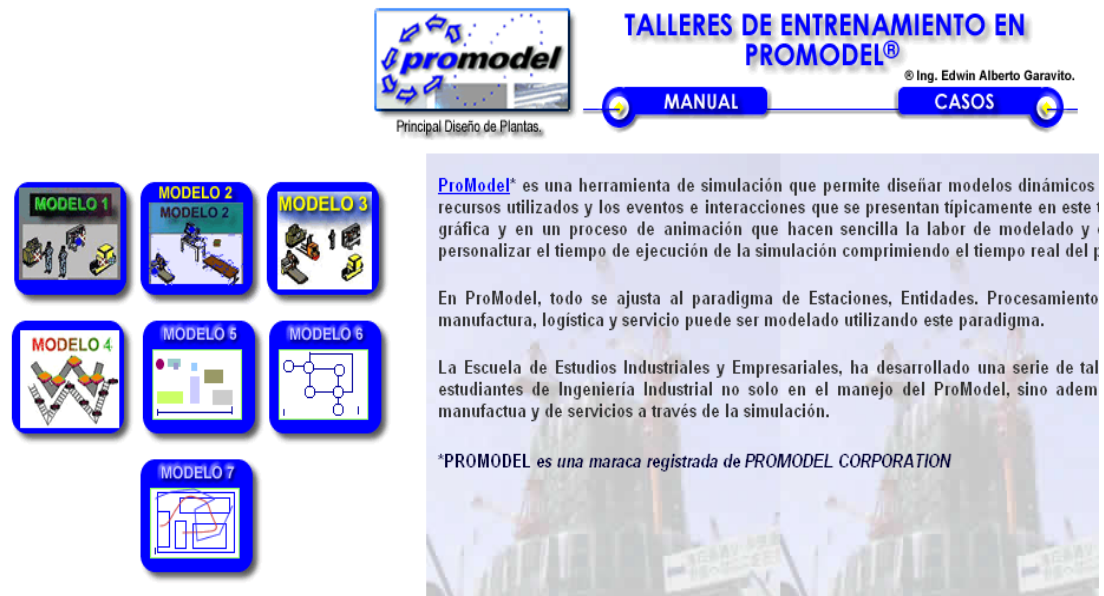 promodel
Principal Diseño de Plantas.
TALLERES DE ENTRENAMIENTO EN
PROMODEL®
® Ing. Edwin Alberto Garavito.
MANUAL
CASOS
MODELO 1
MODELO 2
MODELO 2
MODELO 3
MODELO 4
MODELO 5
MODELO 6
MODELO 7
ProModel* es una herramienta de simulación que permite diseñar modelos dinámicos
recursos utilizados y los eventos e interacciones que se presentan típicamente en este
gráfica y en un proceso de animación que hacen sencilla la labor de modelado y
personalizar el tiempo de ejecución de la simulación comprimiendo el tiempo real del
En ProModel, todo se ajusta al paradigma de Estaciones, Entidades. Procesamiento
manufactura, logística y servicio puede ser modelado utilizando este paradigma.
La Escuela de Estudios Industriales y Empresariales, ha desarrollado una serie de
estudiantes de Ingeniería Industrial no solo en el manejo del ProModel, sino
manufactua y de servicios a través de la simulación.
*PROMODEL es una maraca registrada de PROMODEL CORPORATION